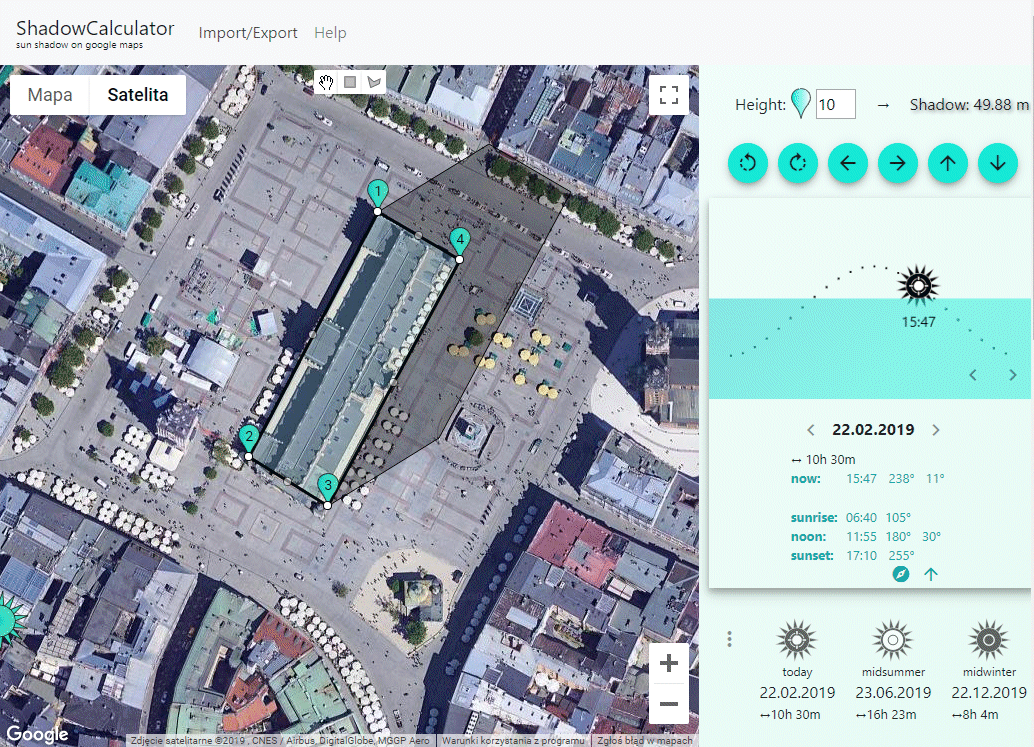 ShadowCalculator
sun shadow on google maps
Import/Export
Help
Mapa
Satelita
Height: 10 → Shadow: 49.88 m
1
4
2
3
15:47
22.02.2019
↔ 10h 30m
now: 15:47 238° 11°
sunrise: 06:40 105°
noon: 11:55 180° 30°
sunset: 17:10 255°
today
22.02.2019
↔10h 30m
midsummer
23.06.2019
↔16h 23m
midwinter
22.12.2019
↔8h 4m
Google
Zdjęcie satelitarne ©2019 , CNES / Airbus, DigitalGlobe, MGGP Aero
Warunki korzystania z programu
Zgłoś błąd w mapach